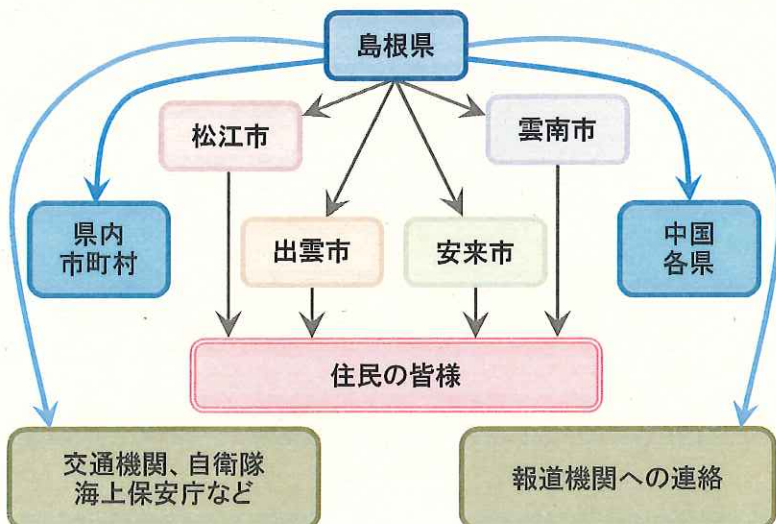 島根県
松江市
雲南市
県内
市町村
出雲市
安来市
中国
各県
住民の皆様
交通機関、自衛隊
海上保安庁など
報道機関への連絡